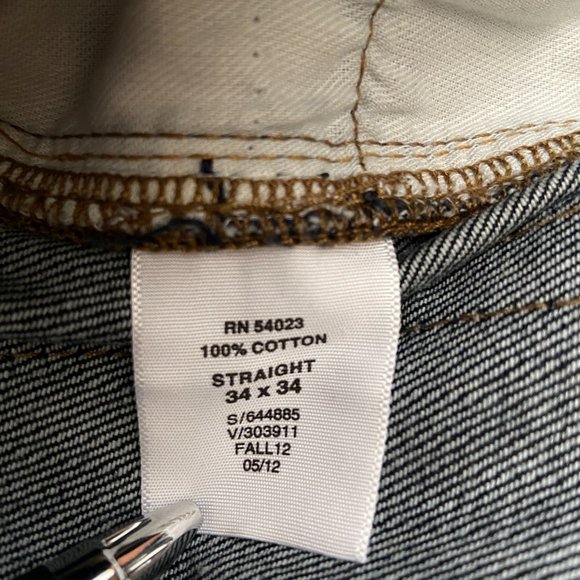 RN 54023
100% COTTON
STRAIGHT
34 x 34
S/644885
V/303911
FALL12
05/12